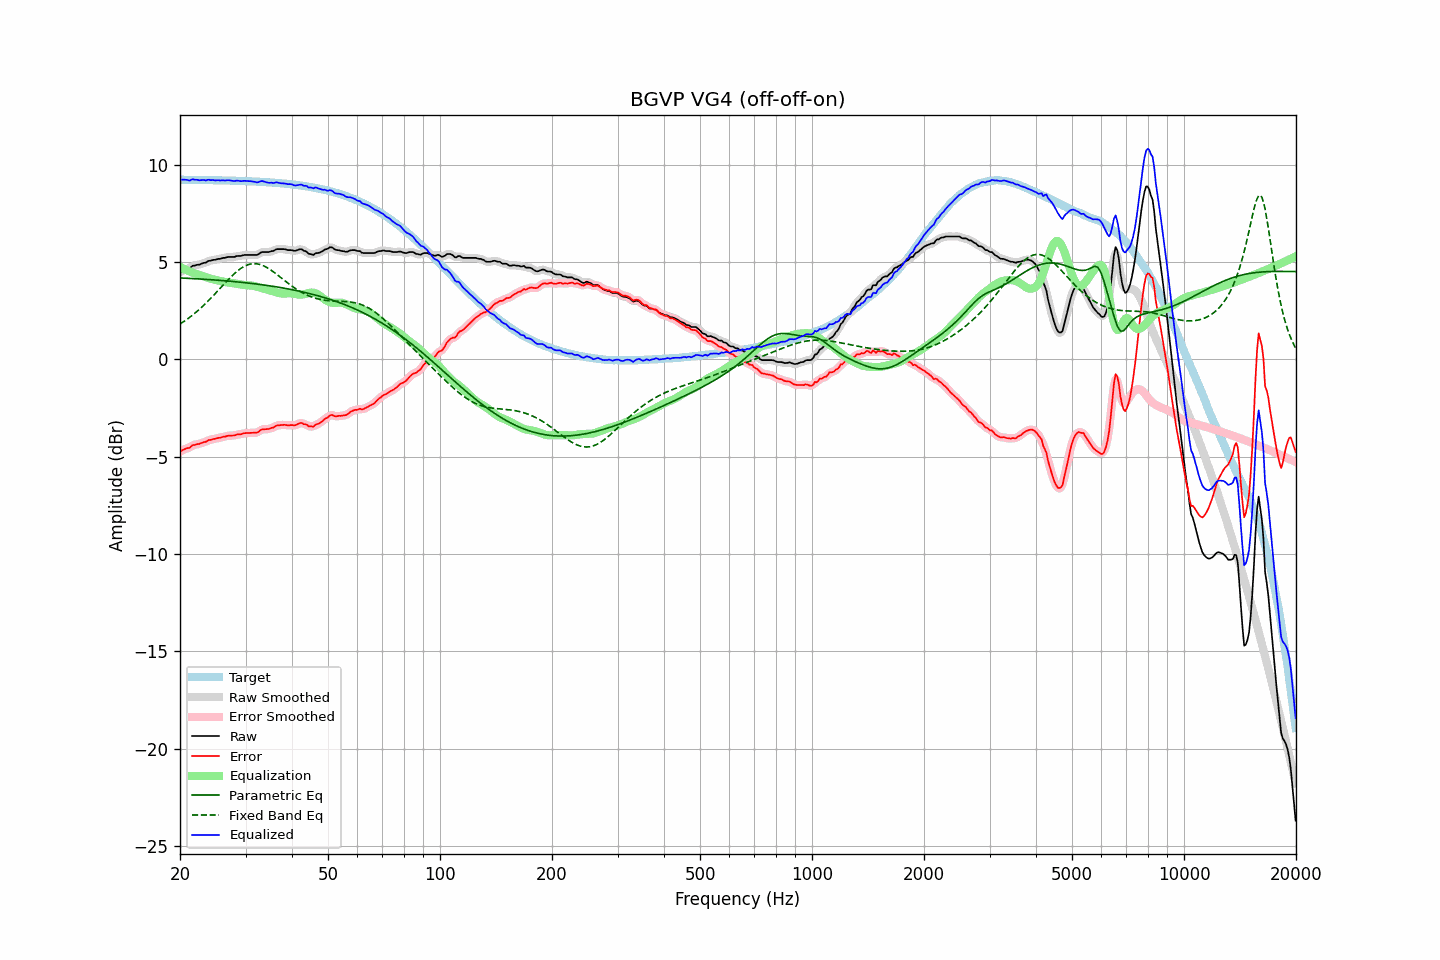 BGVP VG4 (off-off-on)
Amplitude (dBr)
10
5
0
−5
−10
−15
−20
−25
Target
Raw Smoothed
Error Smoothed
Raw
Error
Equalization
Parametric Eq
Fixed Band Eq
Equalized
20 50 100 200 500 1000 2000 5000 10000 20000
Frequency (Hz)